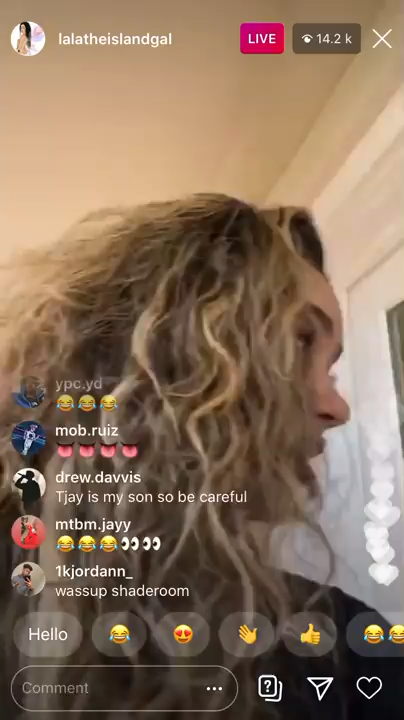 lalatheislandgal
LIVE
14.2 k
ypc.yd
😂😂😂
mob.ruiz
👅👅👅👅
drew.davvis
Tjay is my son so be careful
mtbm.jayy
😂😂😂👀👀
1kjordann_
wassup shaderoom
Hello 😂 😍 👋 👍 😂😂
Comment